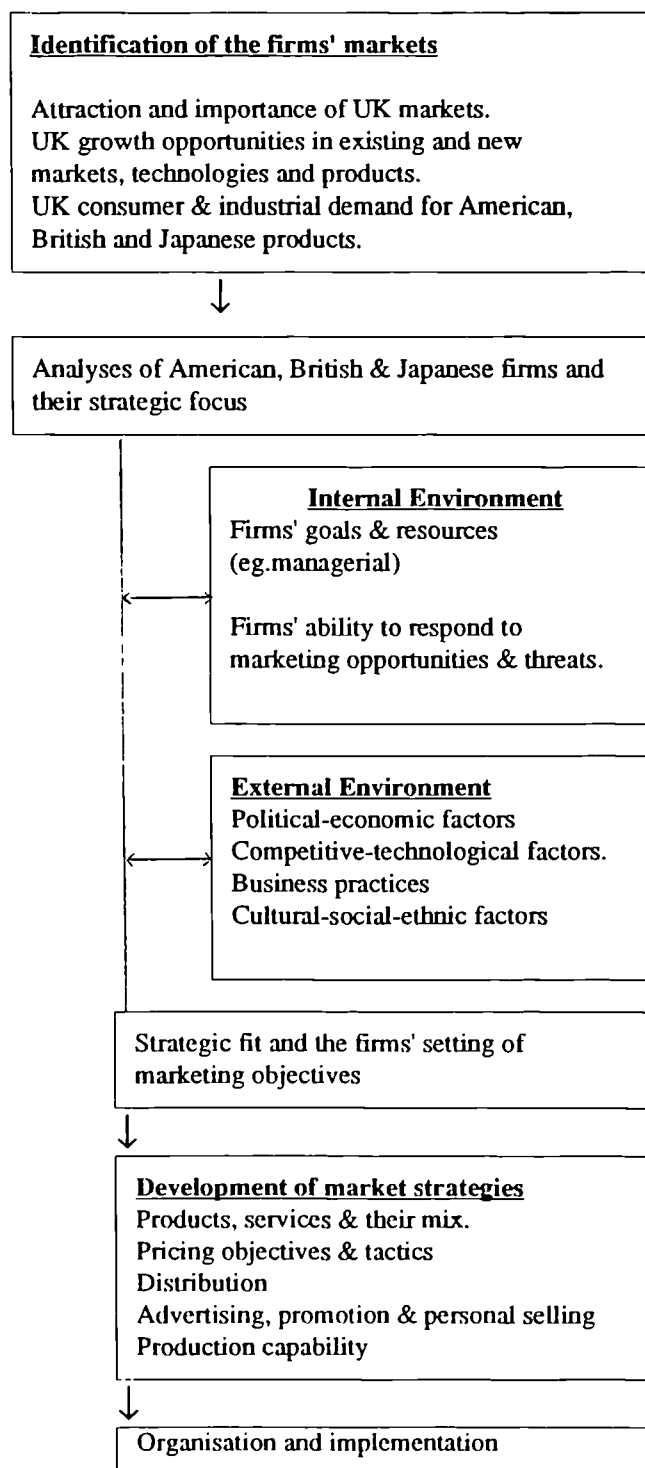 Identification of the firms' markets
Attraction and importance of UK markets.
UK growth opportunities in existing and new
markets, technologies and products.
UK consumer & industrial demand for American,
British and Japanese products.
Analyses of American, British & Japanese firms and
their strategic focus
Internal Environment
Firms' goals & resources
(eg.managerial)
Firms' ability to respond to
marketing opportunities & threats.
External Environment
Political-economic factors
Competitive-technological factors.
Business practices
Cultural-social-ethnic factors
Strategic fit and the firms' setting of
marketing objectives
Development of market strategies
Products, services & their mix.
Pricing objectives & tactics
Distribution
Advertising, promotion & personal selling
Production capability
Organisation and implementation